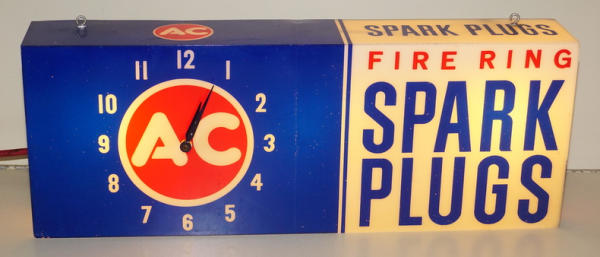 AC
SPARK PLUGS
FIRE RING
SPARK
PLUGS
12
1
2
3
4
5
6
7
8
9
10
11
AC